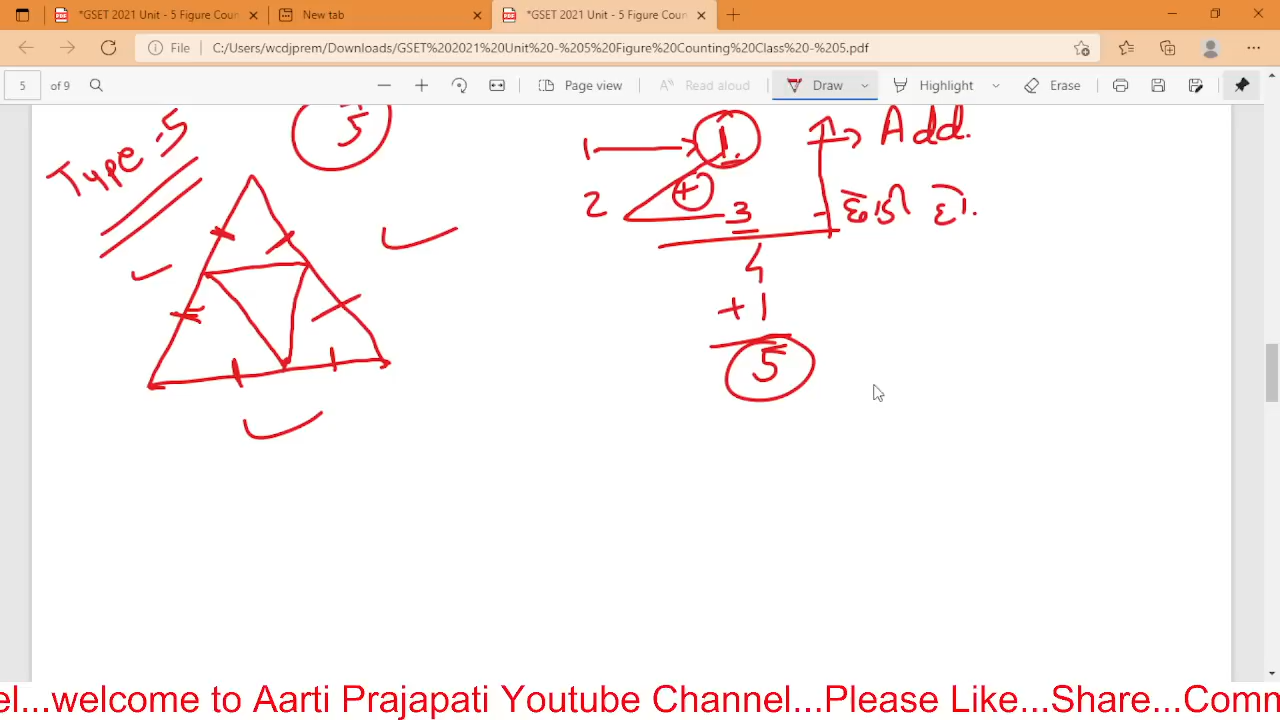 *GSET 2021 Unit - 5 Figure Coun
New tab
*GSET 2021 Unit - 5 Figure Coun
File
C:/Users/wcdjprem/Downloads/GSET%202021%20Unit%20-%205%20Figure%20Counting%20Class%20-%205.pdf
5 of 9
Page view
Read aloud
Draw
Highlight
Erase
Type -5
5
1 → 1. → Add.
2 + 3
4
+ 1
5
el...welcome to Aarti Prajapati Youtube Channel...Please Like...Share...Comm